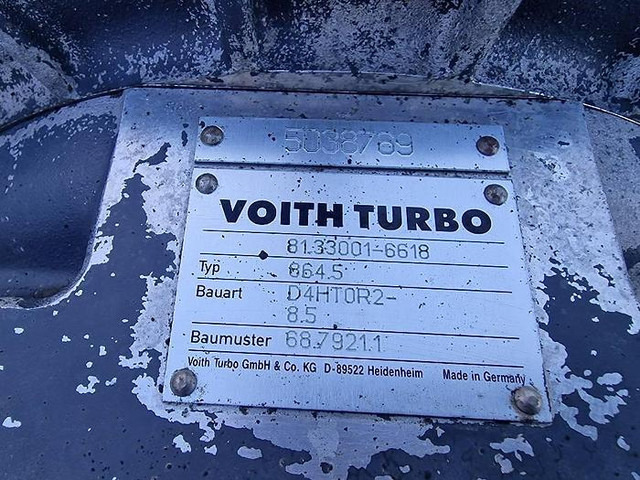 5038769
VOITH TURBO
81.33001-6618
Typ 864.5
Bauart D4HT0R2-
8.5
Baumuster 68.7921.1
Voith Turbo GmbH & Co. KG D-89522 Heidenheim Made in Germany